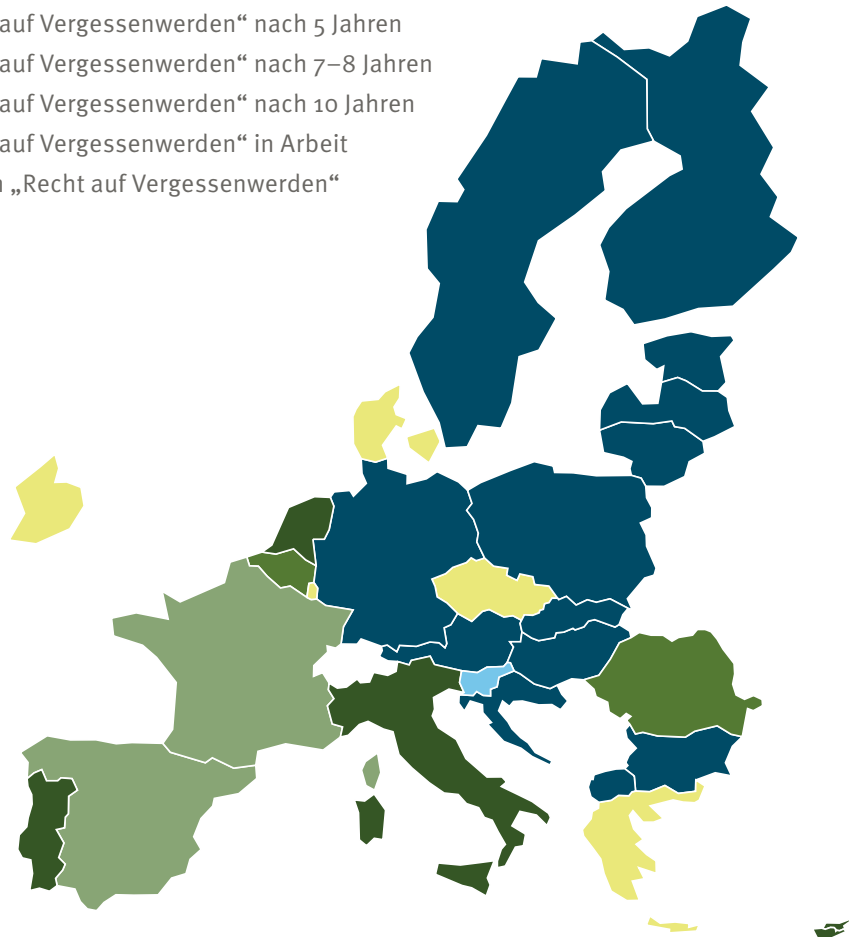 auf Vergessenwerden“ nach 5 Jahren
auf Vergessenwerden“ nach 7–8 Jahren
auf Vergessenwerden“ nach 10 Jahren
auf Vergessenwerden“ in Arbeit
„Recht auf Vergessenwerden“